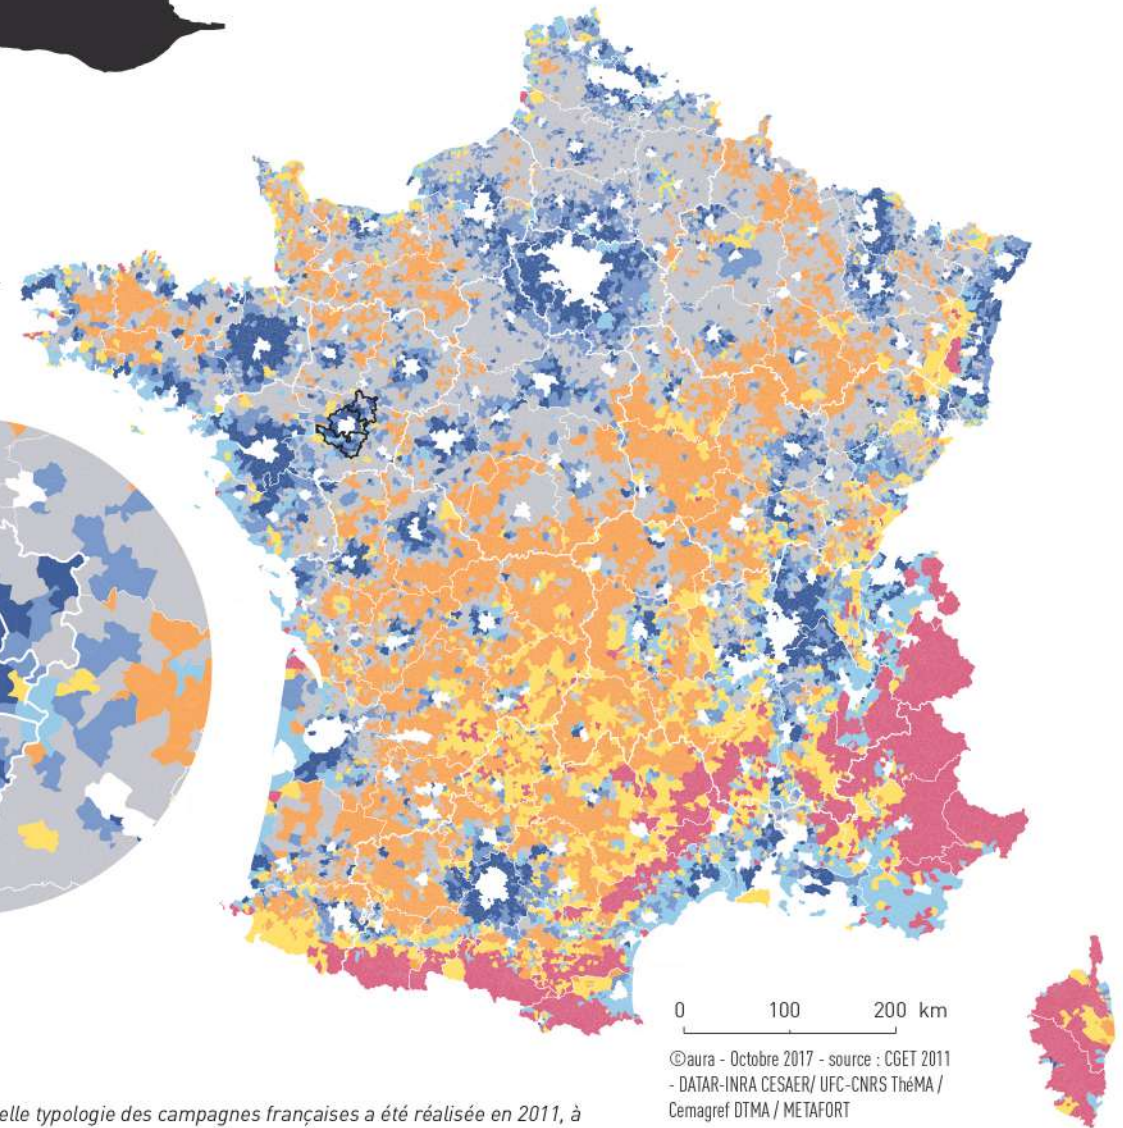 0 100 200 km
©aura - Octobre 2017 - source : CGET 2011
- DATAR-INRA CESAER/ UFC-CNRS ThéMA /
Cemagref DTMA / METAFORT
elle typologie des campagnes françaises a été réalisée en 2011, à